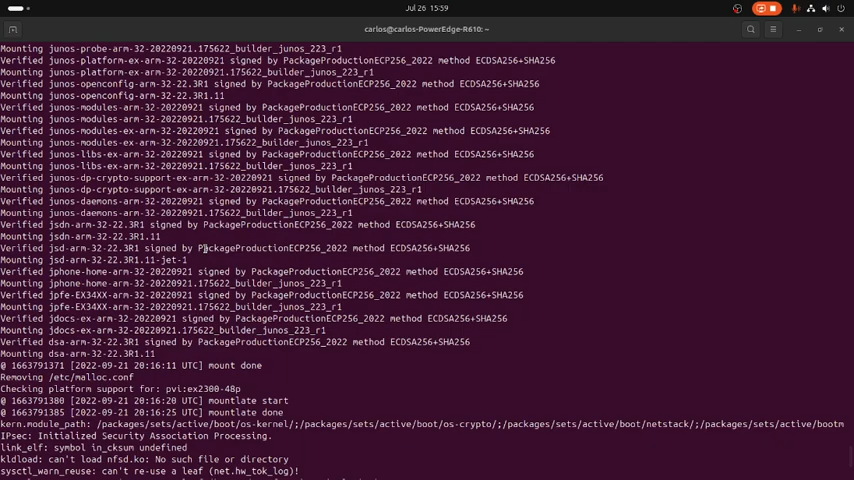 Jul 26 15:59
carlos@carlos-PowerEdge-R610: ~
Mounting junos-probe-arm-32-20220921.175622_builder_junos_223_r1
Verified junos-platform-ex-arm-32-20220921 signed by PackageProductionECP256_2022 method ECDSA256+SHA256
Mounting junos-platform-ex-arm-32-20220921.175622_builder_junos_223_r1
Verified junos-openconfig-arm-32-22.3R1 signed by PackageProductionECP256_2022 method ECDSA256+SHA256
Mounting junos-openconfig-arm-32-22.3R1.11
Verified junos-modules-arm-32-20220921 signed by PackageProductionECP256_2022 method ECDSA256+SHA256
Mounting junos-modules-arm-32-20220921.175622_builder_junos_223_r1
Verified junos-modules-ex-arm-32-20220921 signed by PackageProductionECP256_2022 method ECDSA256+SHA256
Mounting junos-modules-ex-arm-32-20220921.175622_builder_junos_223_r1
Verified junos-libs-ex-arm-32-20220921 signed by PackageProductionECP256_2022 method ECDSA256+SHA256
Mounting junos-libs-ex-arm-32-20220921.175622_builder_junos_223_r1
Verified junos-dp-crypto-support-ex-arm-32-20220921 signed by PackageProductionECP256_2022 method ECDSA256+SHA256
Mounting junos-dp-crypto-support-ex-arm-32-20220921.175622_builder_junos_223_r1
Verified junos-daemons-arm-32-20220921 signed by PackageProductionECP256_2022 method ECDSA256+SHA256
Mounting junos-daemons-arm-32-20220921.175622_builder_junos_223_r1
Verified jsdn-arm-32-22.3R1 signed by PackageProductionECP256_2022 method ECDSA256+SHA256
Mounting jsdn-arm-32-22.3R1.11
Verified jsd-arm-32-22.3R1 signed by PackageProductionECP256_2022 method ECDSA256+SHA256
Mounting jsd-arm-32-22.3R1.11-jet-1
Verified jphone-home-arm-32-20220921 signed by PackageProductionECP256_2022 method ECDSA256+SHA256
Mounting jphone-home-arm-32-20220921.175622_builder_junos_223_r1
Verified jpfe-EX34XX-arm-32-20220921 signed by PackageProductionECP256_2022 method ECDSA256+SHA256
Mounting jpfe-EX34XX-arm-32-20220921.175622_builder_junos_223_r1
Verified jdocs-ex-arm-32-20220921 signed by PackageProductionECP256_2022 method ECDSA256+SHA256
Mounting jdocs-ex-arm-32-20220921.175622_builder_junos_223_r1
Verified dsa-arm-32-22.3R1 signed by PackageProductionECP256_2022 method ECDSA256+SHA256
Mounting dsa-arm-32-22.3R1.11
@ 1663791371 [2022-09-21 20:16:11 UTC] mount done
Removing /etc/malloc.conf
Checking platform support for: pvi:ex2300-48p
@ 1663791380 [2022-09-21 20:16:20 UTC] mountlate start
@ 1663791385 [2022-09-21 20:16:25 UTC] mountlate done
kern.module_path: /packages/sets/active/boot/os-kernel/;/packages/sets/active/boot/os-crypto/;/packages/sets/active/boot/netstack/;/packages/sets/active/bootm
IPsec: Initialized Security Association Processing.
link_elf: symbol in_cksum undefined
kldload: can't load nfsd.ko: No such file or directory
sysctl_warn_reuse: can't re-use a leaf (net.hw_tok_log)!